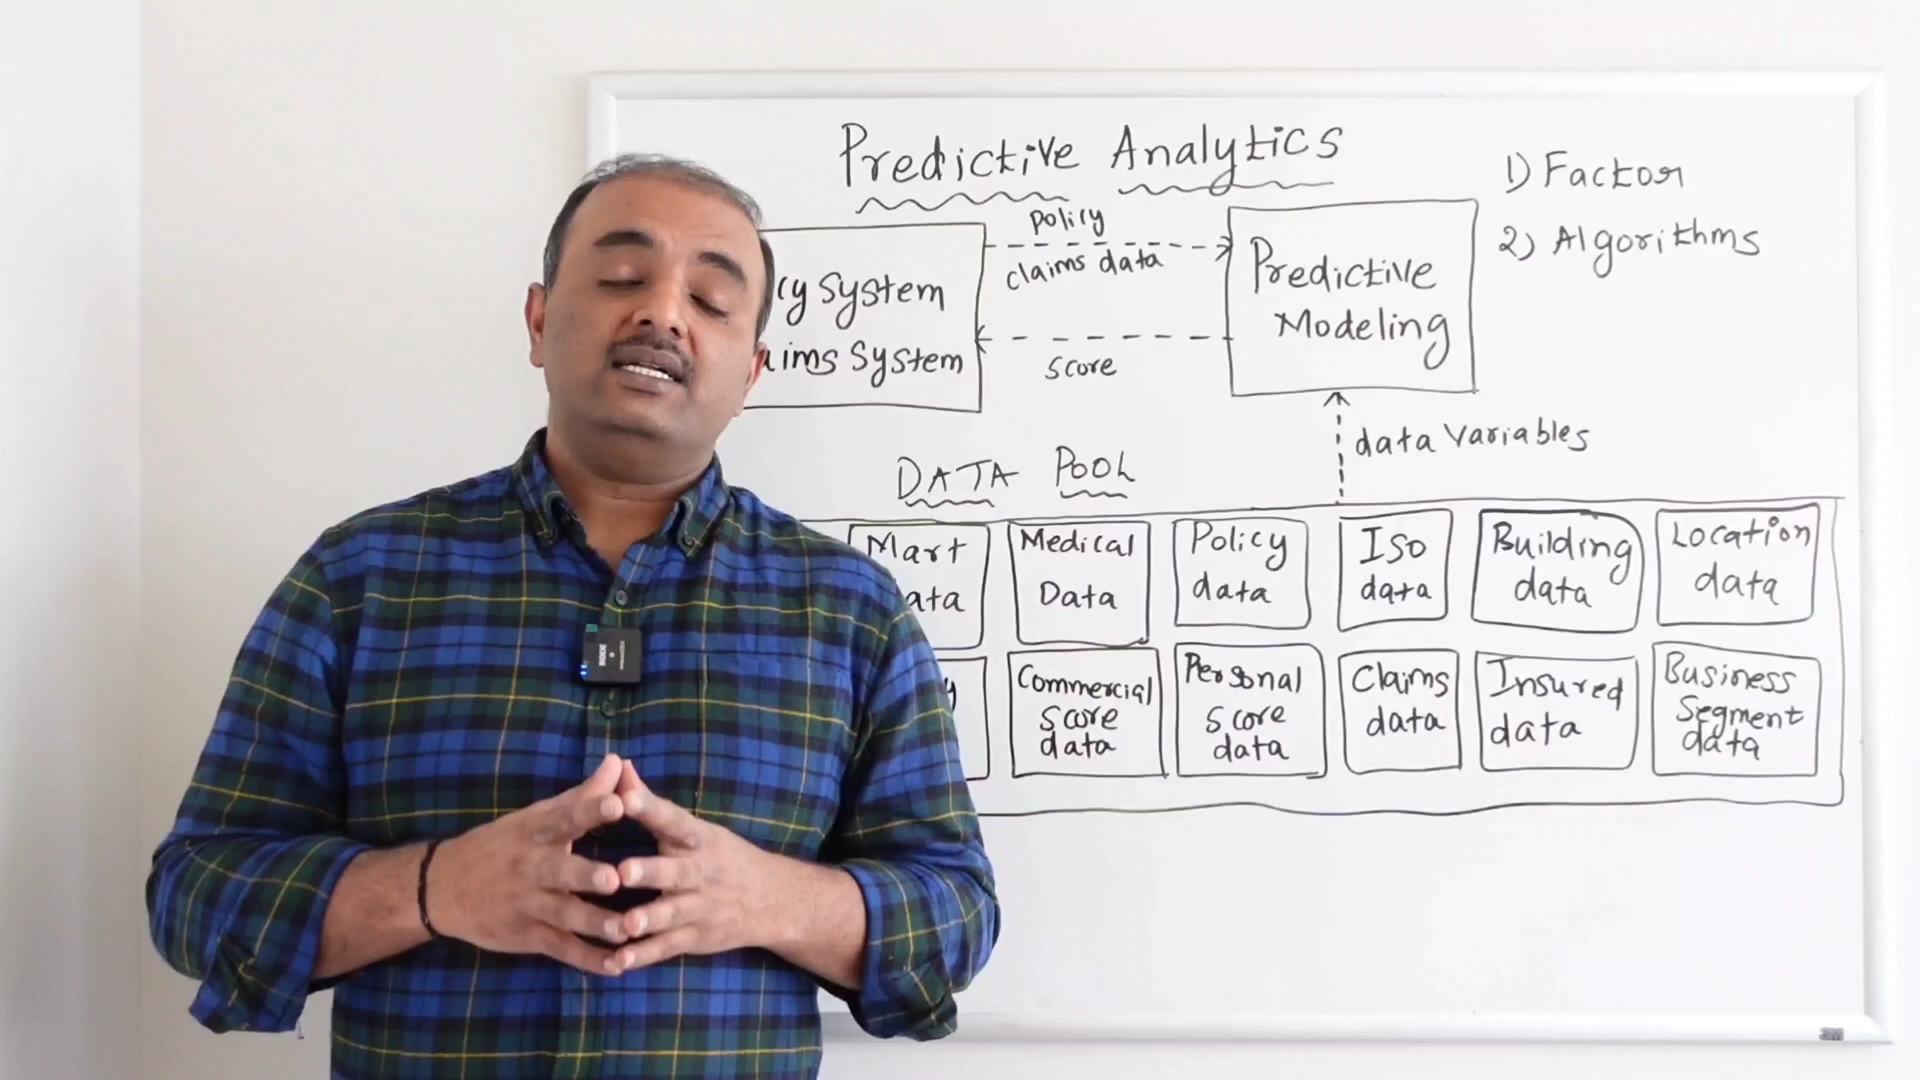 Predictive Analytics
1) Factor
2) Algorithms
policy
claims data
cy System
aims System
score
Predictive
Modeling
data Variables
DATA POOL
Mart
ata
Medical
Data
Policy
data
ISO
data
Building
data
Location
data
y
Commercial
Score
data
Personal
Score
data
Claims
data
Insured
data
Business
Segment
data